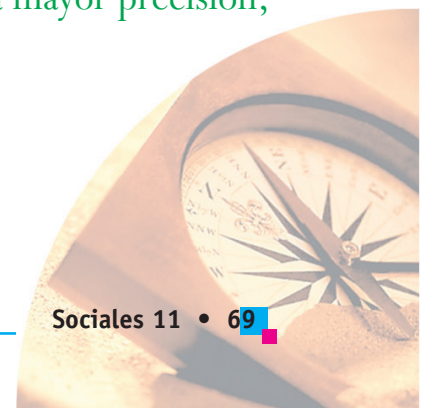 mayor precisión,
Sociales 11 • 69
N
W
E